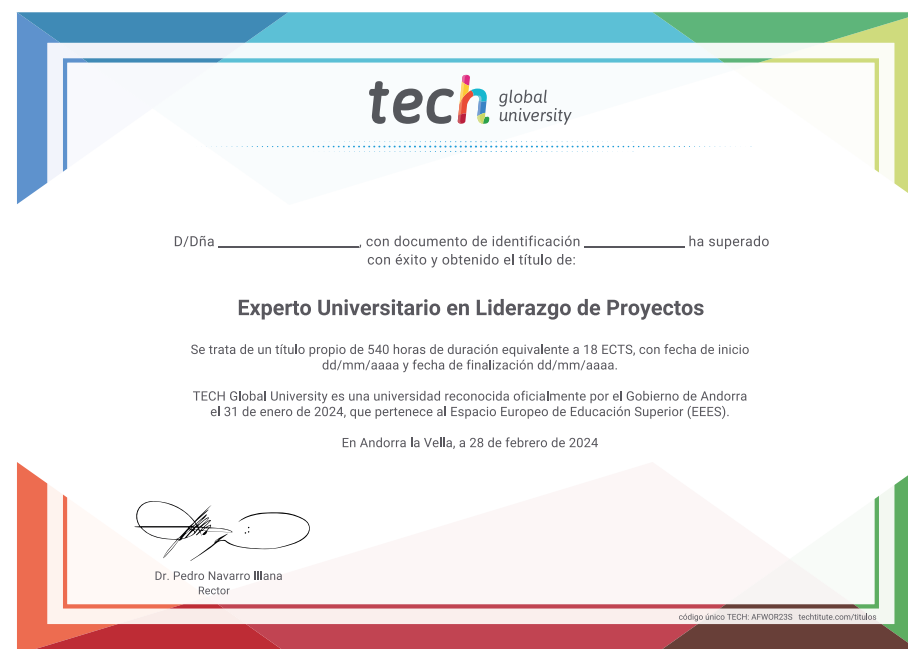 tech global university
D/Dña ____________________, con documento de identificación ______________ ha superado
con éxito y obtenido el título de:
Experto Universitario en Liderazgo de Proyectos
Se trata de un título propio de 540 horas de duración equivalente a 18 ECTS, con fecha de inicio
dd/mm/aaaa y fecha de finalización dd/mm/aaaa.
TECH Global University es una universidad reconocida oficialmente por el Gobierno de Andorra
el 31 de enero de 2024, que pertenece al Espacio Europeo de Educación Superior (EEES).
En Andorra la Vella, a 28 de febrero de 2024
Dr. Pedro Navarro Illana
Rector
código único TECH: AFWOR23S techtitute.com/titulos